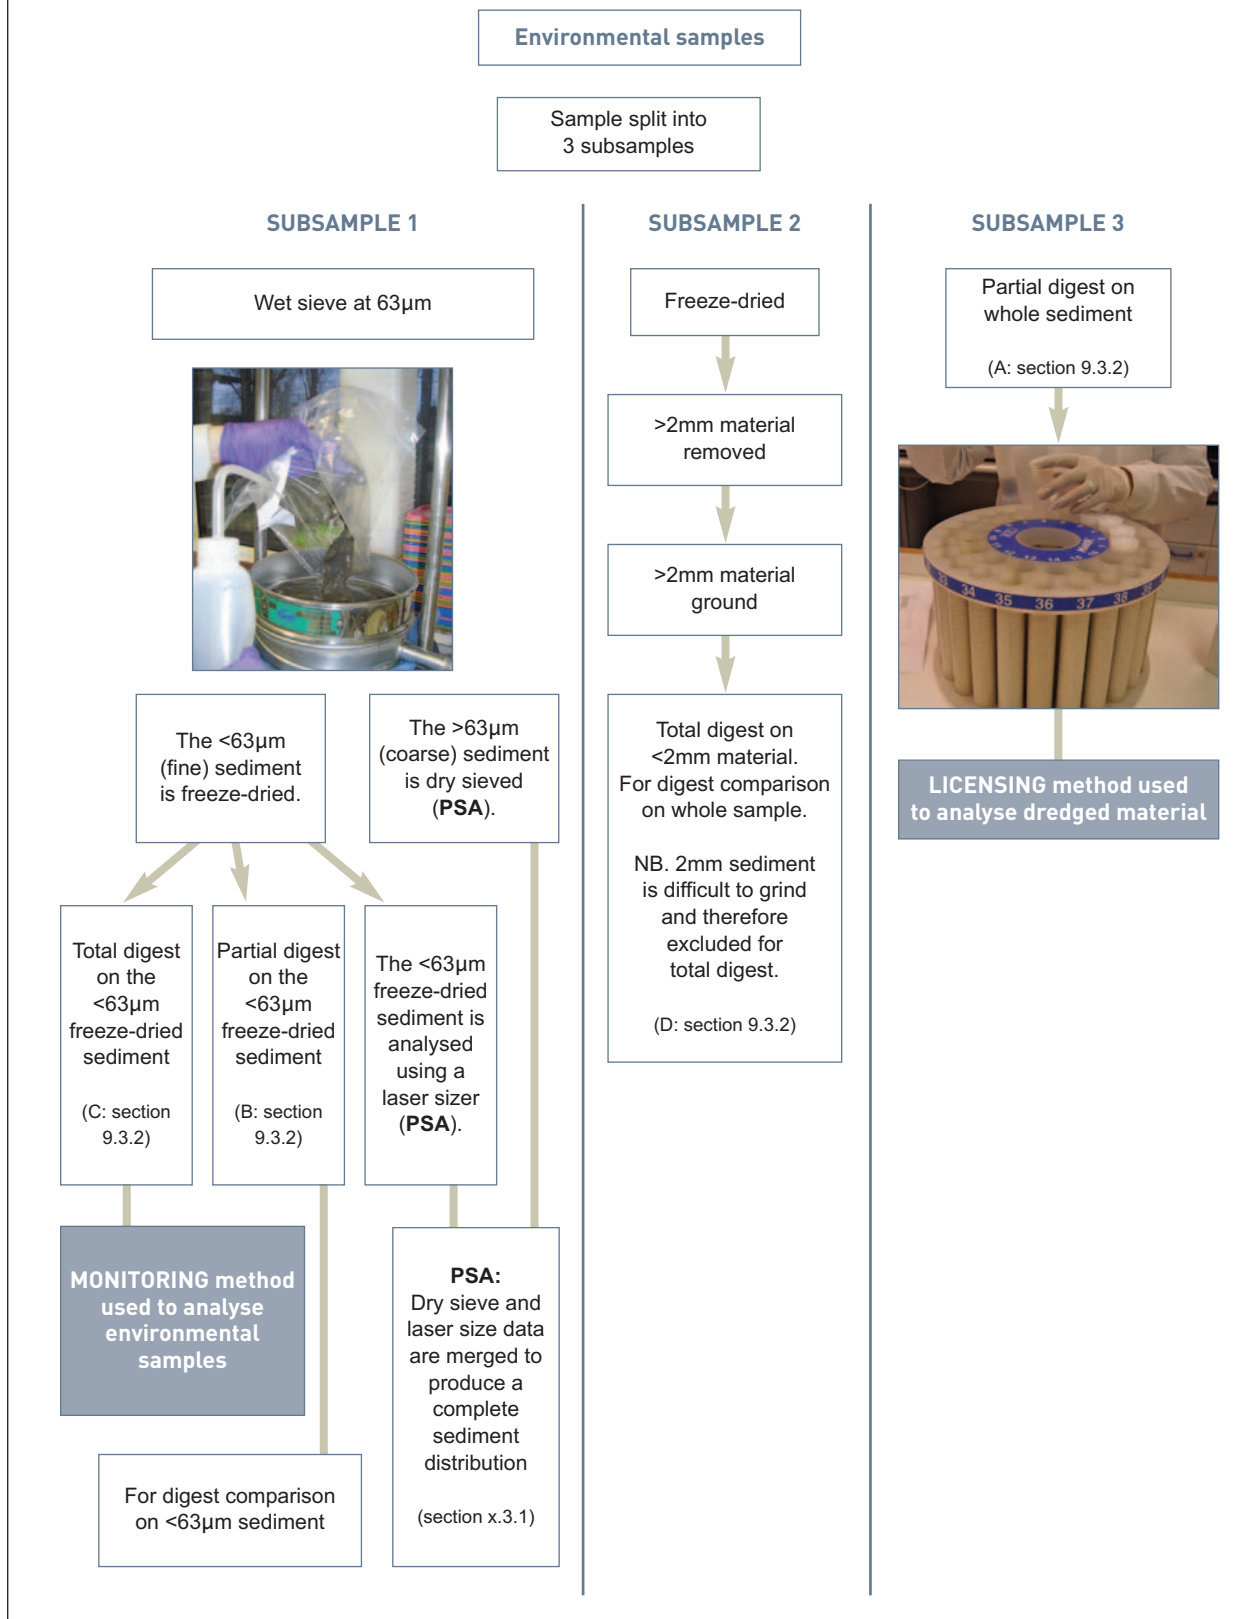 Environmental samples
Sample split into
3 subsamples
SUBSAMPLE 1
Wet sieve at 63µm
The <63µm
(fine) sediment
is freeze-dried.
The >63µm
(coarse) sediment
is dry sieved
(PSA).
Total digest
on the
<63µm
freeze-dried
sediment
(C: section
9.3.2)
Partial digest
on the
<63µm
freeze-dried
sediment
(B: section
9.3.2)
The <63µm
freeze-dried
sediment is
analysed
using a
laser sizer
(PSA).
MONITORING method
used to analyse
environmental
samples
For digest comparison
on <63µm sediment
PSA:
Dry sieve and
laser size data
are merged to
produce a
complete
sediment
distribution
(section x.3.1)
SUBSAMPLE 2
Freeze-dried
>2mm material
removed
>2mm material
ground
Total digest on
<2mm material.
For digest comparison
on whole sample.
NB. 2mm sediment
is difficult to grind
and therefore
excluded for
total digest.
(D: section 9.3.2)
SUBSAMPLE 3
Partial digest on
whole sediment
(A: section 9.3.2)
34 35 36 37 38
LICENSING method used
to analyse dredged material